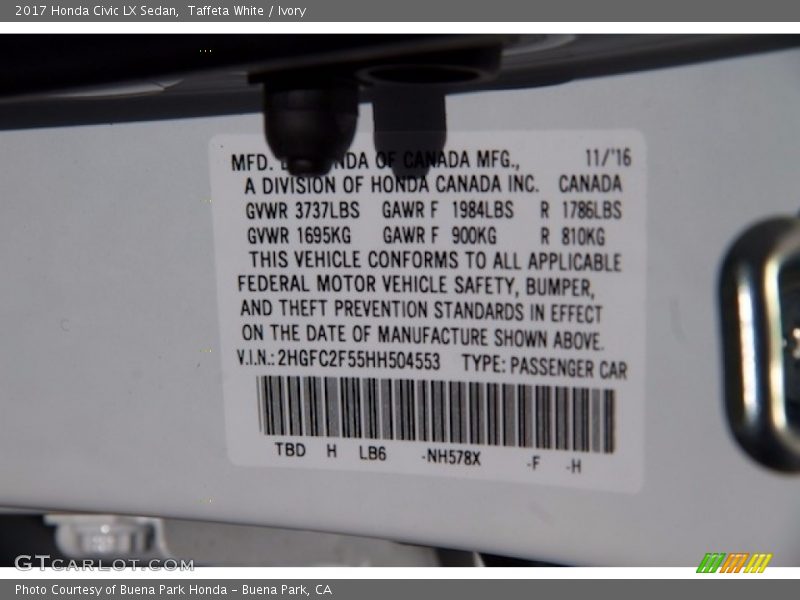 2017 Honda Civic LX Sedan, Taffeta White / Ivory
MFD. OF CANADA MFG., 11/'16
A DIVISION OF HONDA CANADA INC. CANADA
GVWR 3737LBS GAWR F 1984LBS R 1786LBS
GVWR 1695KG GAWR F 900KG R 810KG
THIS VEHICLE CONFORMS TO ALL APPLICABLE
FEDERAL MOTOR VEHICLE SAFETY, BUMPER,
AND THEFT PREVENTION STANDARDS IN EFFECT
ON THE DATE OF MANUFACTURE SHOWN ABOVE.
V.I.N.: 2HGFC2F55HH504553 TYPE: PASSENGER CAR
TBD H LB6 -NH578X -F -H
GTCARLOT.COM
Photo Courtesy of Buena Park Honda - Buena Park, CA